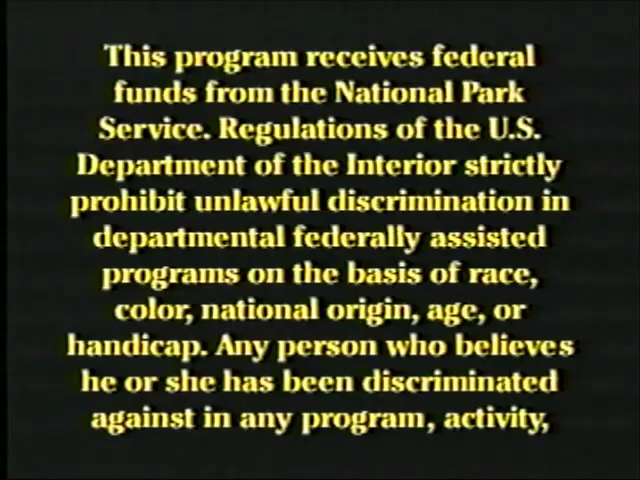 This program receives federal
funds from the National Park
Service. Regulations of the U.S.
Department of the Interior strictly
prohibit unlawful discrimination in
departmental federally assisted
programs on the basis of race,
color, national origin, age, or
handicap. Any person who believes
he or she has been discriminated
against in any program, activity,